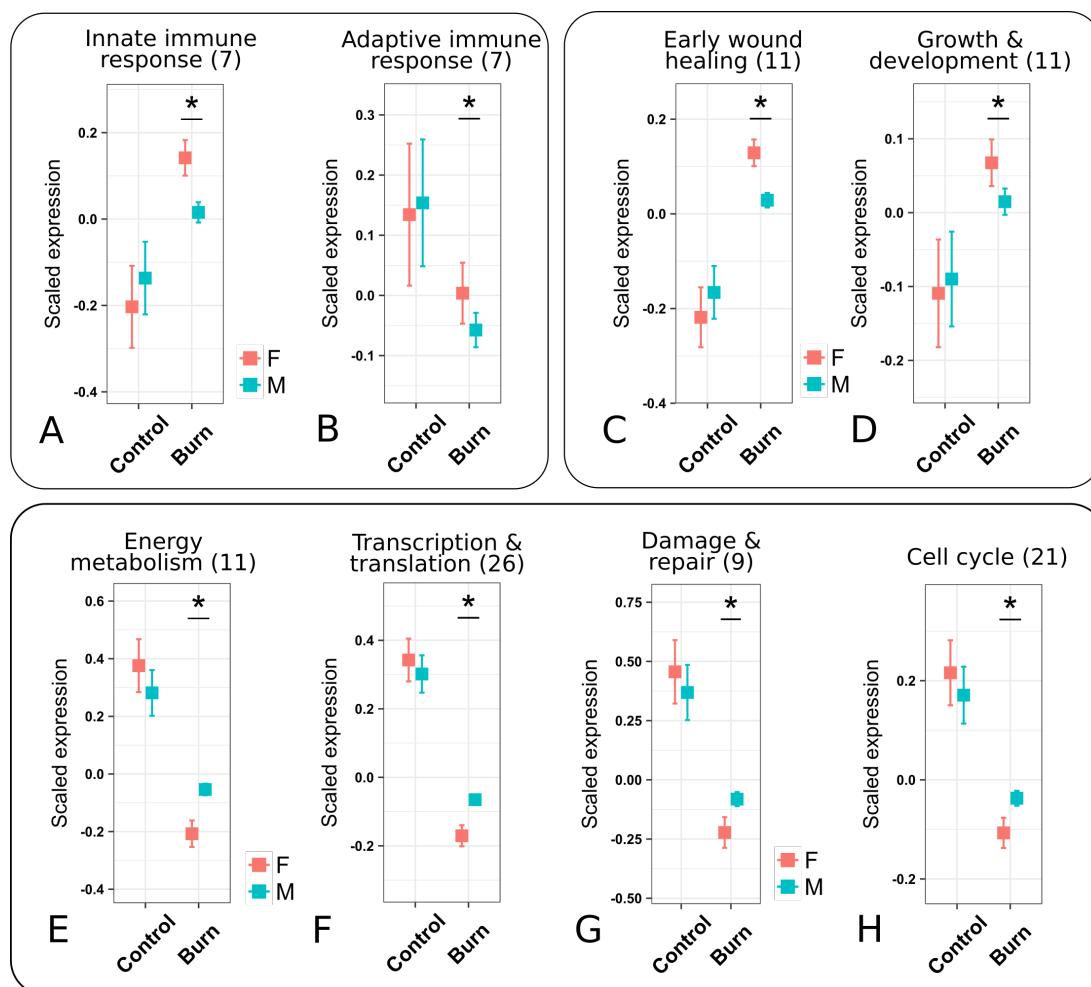 Innate immune
response (7)
Scaled expression
0.2
0.0
-0.2
-0.4
*
Control
Burn
F
M
A
Adaptive immune
response (7)
Scaled expression
0.3
0.2
0.1
0.0
-0.1
*
Control
Burn
B
Early wound
healing (11)
Scaled expression
0.2
0.0
-0.2
-0.4
*
Control
Burn
F
M
C
Growth &
development (11)
Scaled expression
0.1
0.0
-0.1
-0.2
*
Control
Burn
D
Energy
metabolism (11)
Scaled expression
0.6
0.4
0.2
0.0
-0.2
-0.4
*
Control
Burn
F
M
E
Transcription &
translation (26)
Scaled expression
0.4
0.2
0.0
-0.2
*
Control
Burn
F
Damage &
repair (9)
Scaled expression
0.75
0.50
0.25
0.00
-0.25
-0.50
*
Control
Burn
F
M
G
Cell cycle (21)
Scaled expression
0.2
0.0
-0.2
*
Control
Burn
H